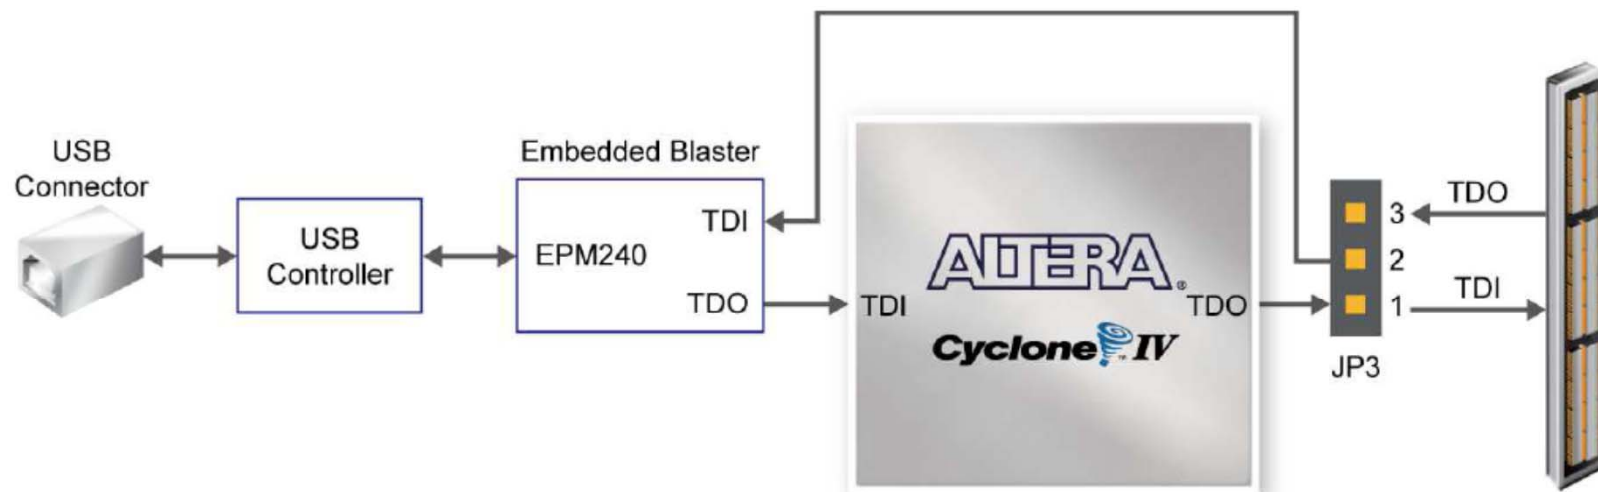 USB
Connector
USB
Controller
Embedded Blaster
TDI
EPM240
TDO
ALTERA®
TDI
TDO
Cyclone™ IV
3
TDO
2
1
TDI
JP3